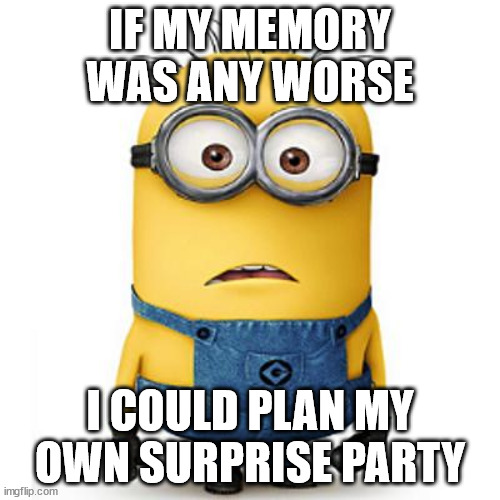 IF MY MEMORY
WAS ANY WORSE
I COULD PLAN MY
OWN SURPRISE PARTY
imgflip.com